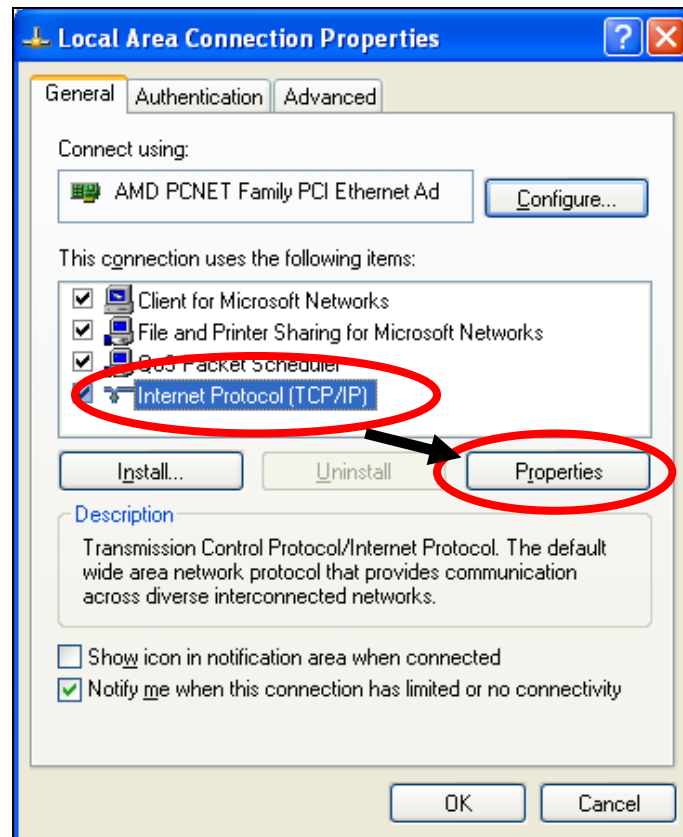 Local Area Connection Properties
General Authentication Advanced
Connect using:
AMD PCNET Family PCI Ethernet Ad
Configure...
This connection uses the following items:
Client for Microsoft Networks
File and Printer Sharing for Microsoft Networks
QoS Packet Scheduler
Internet Protocol (TCP/IP)
Install... Uninstall Properties
Description
Transmission Control Protocol/Internet Protocol. The default
wide area network protocol that provides communication
across diverse interconnected networks.
Show icon in notification area when connected
Notify me when this connection has limited or no connectivity
OK Cancel